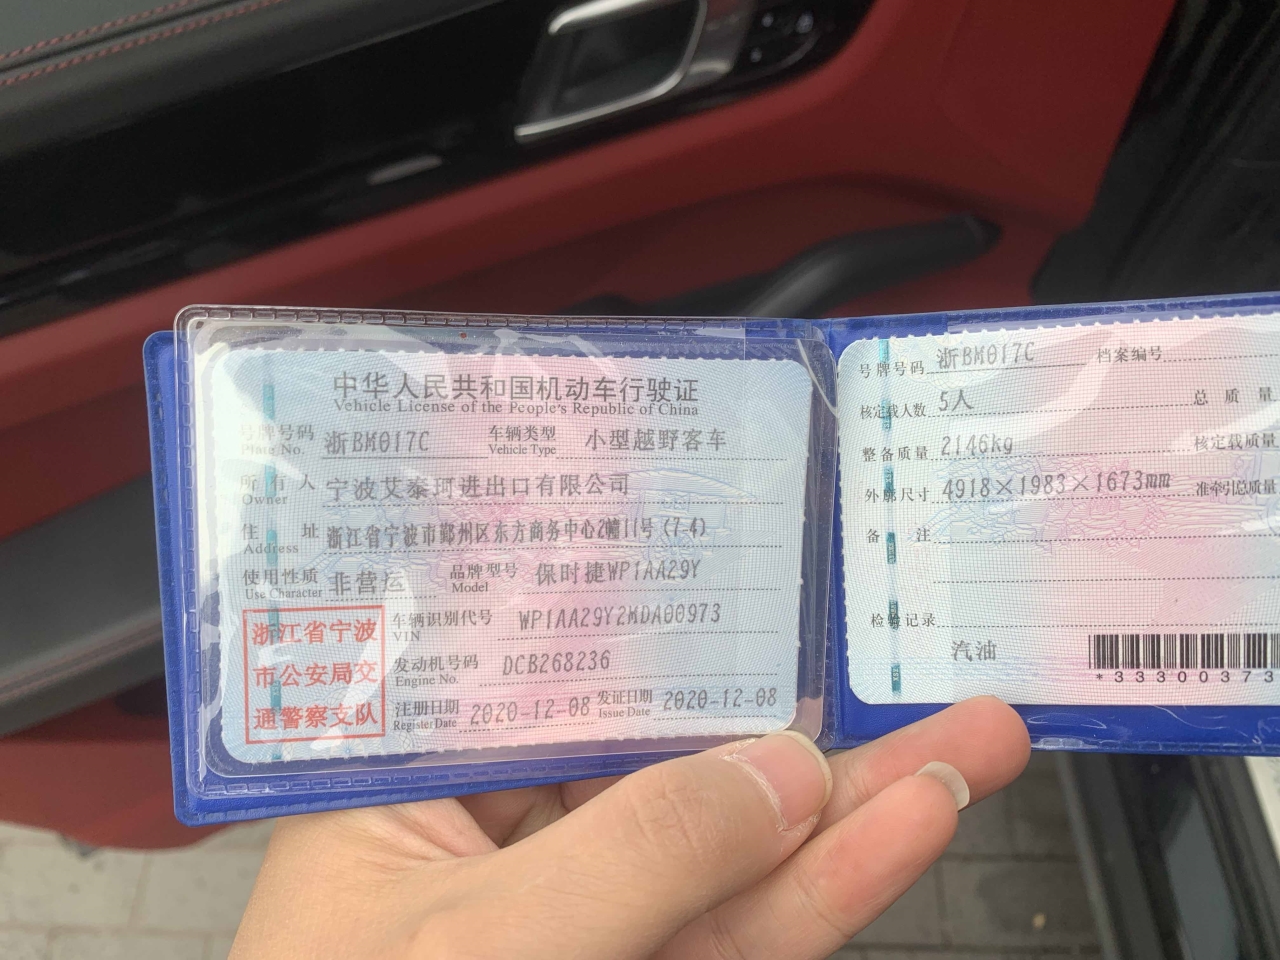 中华人民共和国机动车行驶证
Vehicle License of the People's Republic of China
号牌号码 浙BM017C 车辆类型 小型越野客车
Plate No. Vehicle Type
所有人 宁波艾泰珂进出口有限公司
Owner
住址 浙江省宁波市鄞州区东方商务中心2幢11号(7-4)
Address
使用性质 非营运 品牌型号 保时捷WP1AA29Y
Use Character Model
浙江省宁波
市公安局交
通警察支队
车辆识别代号 WP1AA29Y2MDA00973
VIN
发动机号码 DCB268236
Engine No.
注册日期 2020-12-08 发证日期 2020-12-08
Register Date Issue Date
号牌号码 浙BM017C 档案编号
核定载人数 5人 总质量
整备质量 2146kg 核定载质量
外廓尺寸 4918×1983×1673mm 准牵引总质量
备注
检验记录
汽油
*33300373